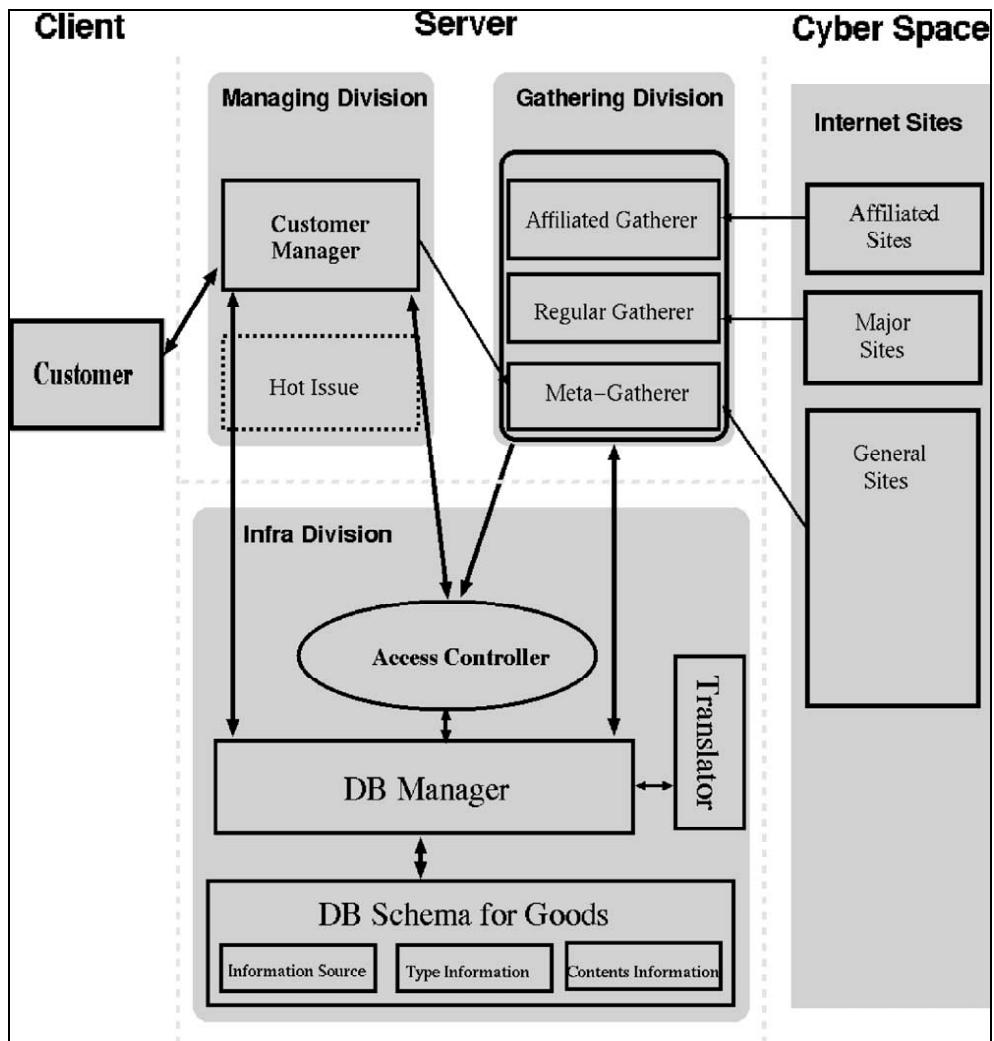 Client
Server
Cyber Space
Managing Division
Gathering Division
Internet Sites
Customer
Manager
Hot Issue
Affiliated Gatherer
Regular Gatherer
Meta-Gatherer
Affiliated
Sites
Major
Sites
General
Sites
Customer
Infra Division
Access Controller
Translator
DB Manager
DB Schema for Goods
Information Source
Type Information
Contents Information